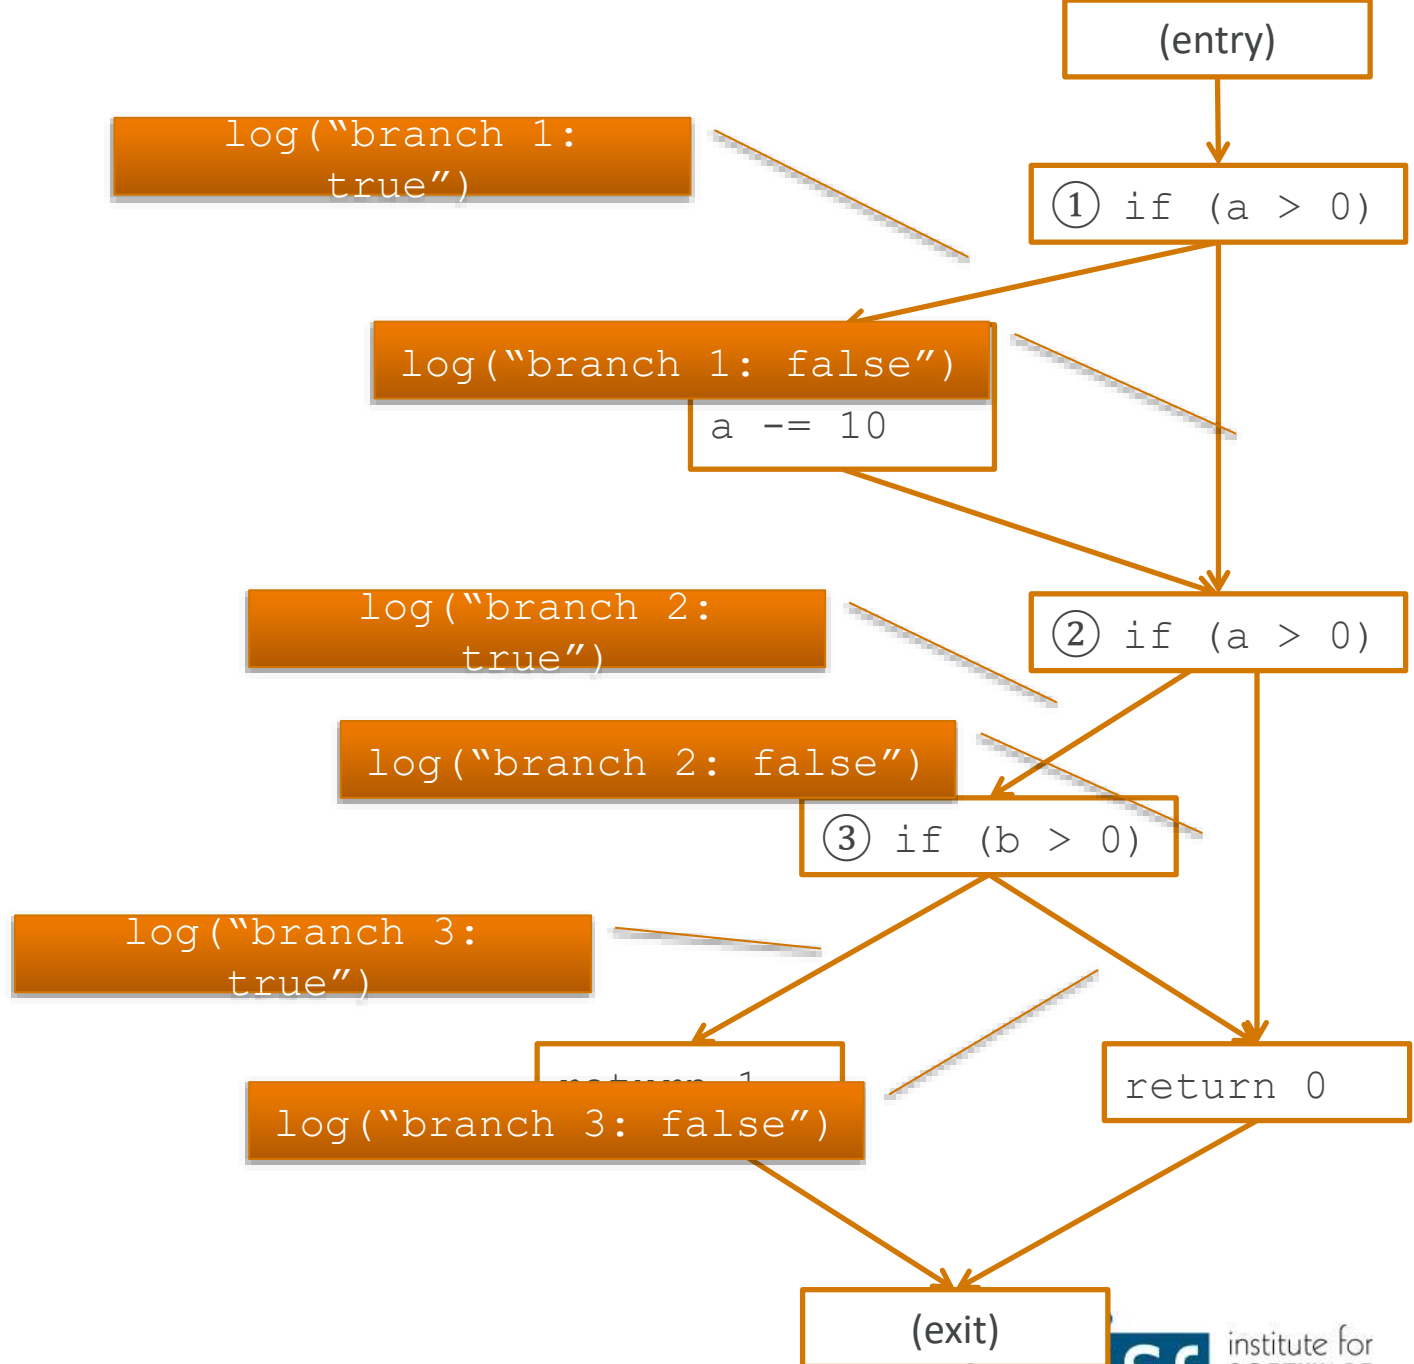 (entry)
log(“branch 1:
true”)
① if (a > 0)
log(“branch 1: false”)
a -= 10
log(“branch 2:
true”)
② if (a > 0)
log(“branch 2: false”)
③ if (b > 0)
log(“branch 3:
true”)
return 1
return 0
log(“branch 3: false”)
(exit)
institute for